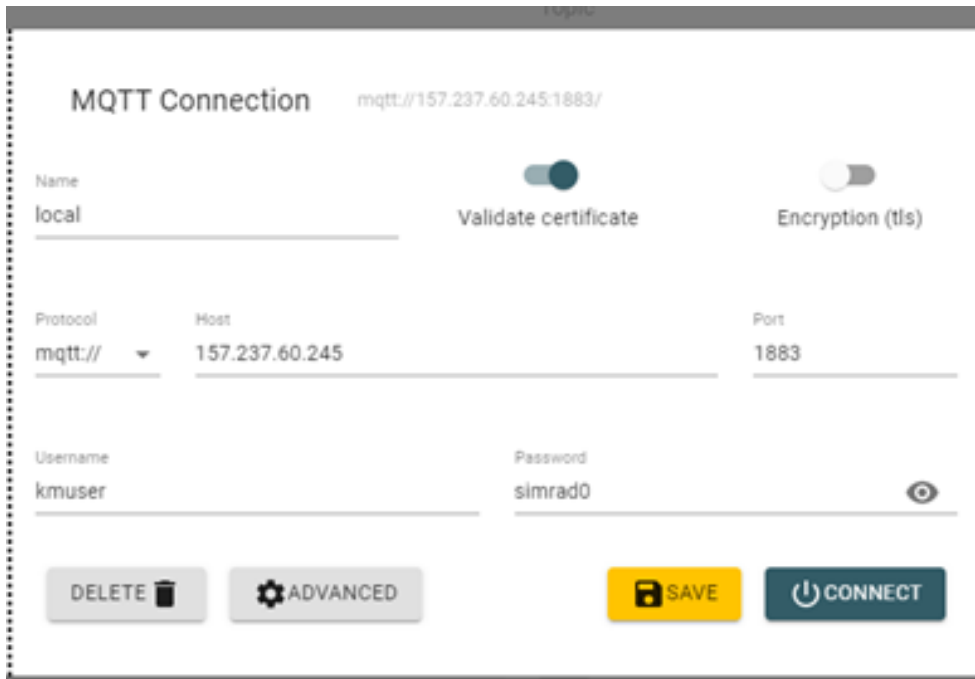 Topic
MQTT Connection mqtt://157.237.60.245:1883/
Name
local
Validate certificate Encryption (tls)
Protocol Host Port
mqtt:// 157.237.60.245 1883
Username Password
kmuser simrad0
DELETE ADVANCED SAVE CONNECT